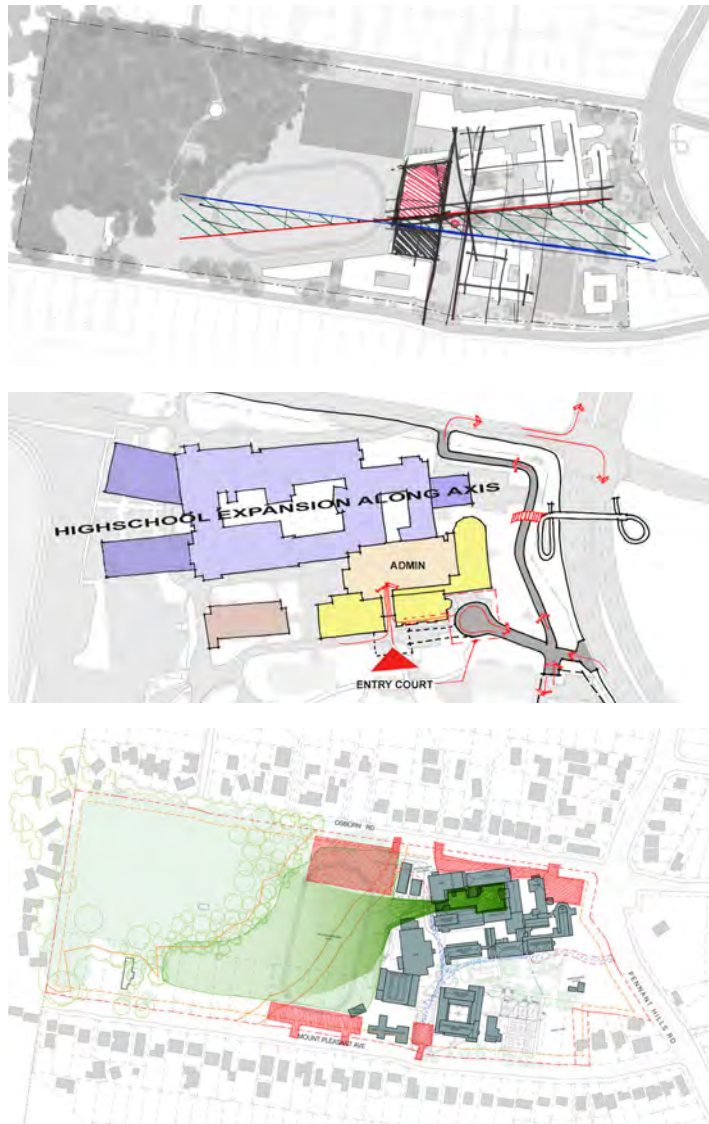 HIGHSCHOOL EXPANSION ALONG AXIS
ADMIN
ENTRY COURT
OSBORN RD
PENNANT HILLS RD
MOUNT PLEASANT AVE